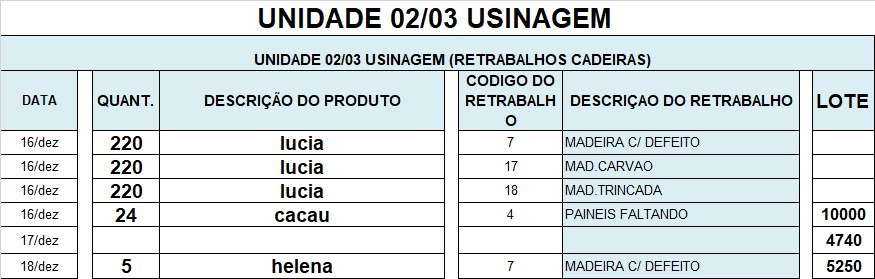 UNIDADE 02/03 USINAGEM
UNIDADE 02/03 USINAGEM (RETRABALHOS CADEIRAS)
DATA QUANT. DESCRIÇÃO DO PRODUTO CODIGO DO RETRABALH O DESCRIÇAO DO RETRABALHO LOTE
16/dez 220 lucia 7 MADEIRA C/ DEFEITO
16/dez 220 lucia 17 MAD.CARVAO
16/dez 220 lucia 18 MAD.TRINCADA
16/dez 24 cacau 4 PAINEIS FALTANDO 10000
17/dez 4740
18/dez 5 helena 7 MADEIRA C/ DEFEITO 5250